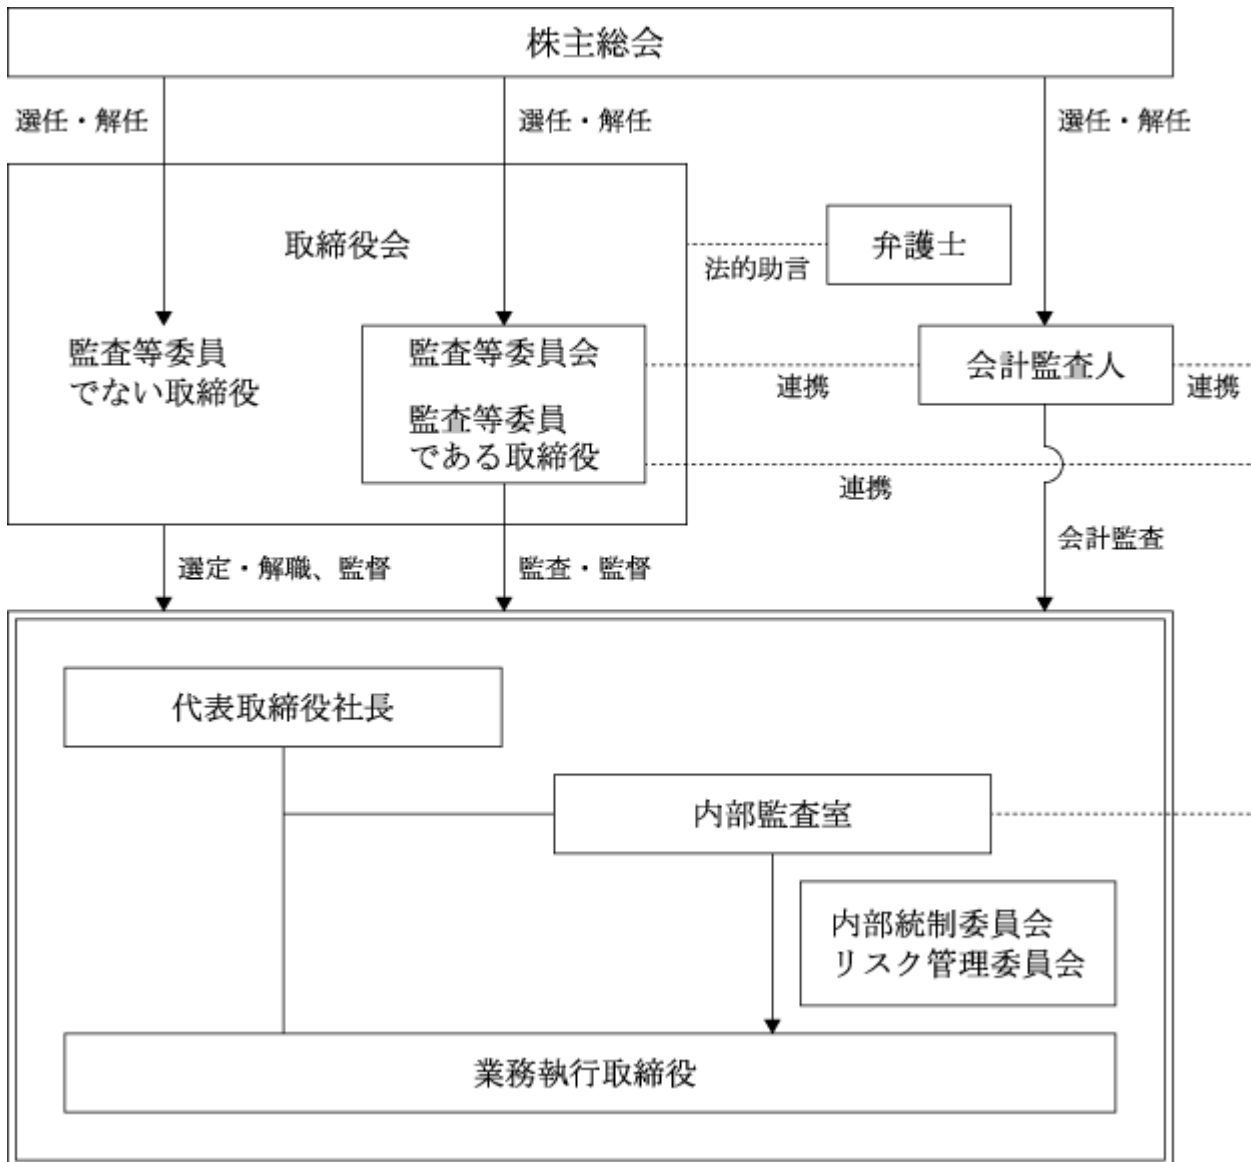 株主総会
選任・解任
選任・解任
選任・解任
取締役会
弁護士
法的助言
監査等委員
でない取締役
監査等委員会
監査等委員
である取締役
会計監査人
連携
連携
連携
会計監査
選定・解職、監督
監査・監督
代表取締役社長
内部監査室
内部統制委員会
リスク管理委員会
業務執行取締役